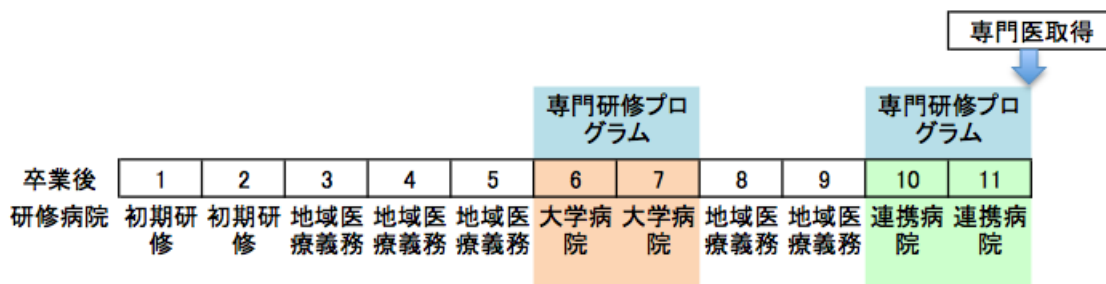 専門医取得
専門研修プロ
グラム
専門研修プロ
グラム
卒業後 1 2 3 4 5 6 7 8 9 10 11
研修病院 初期研 初期研 地域医 地域医 地域医 大学病 大学病 地域医 地域医 連携病 連携病
修 修 療義務 療義務 療義務 院 院 療義務 療義務 院 院